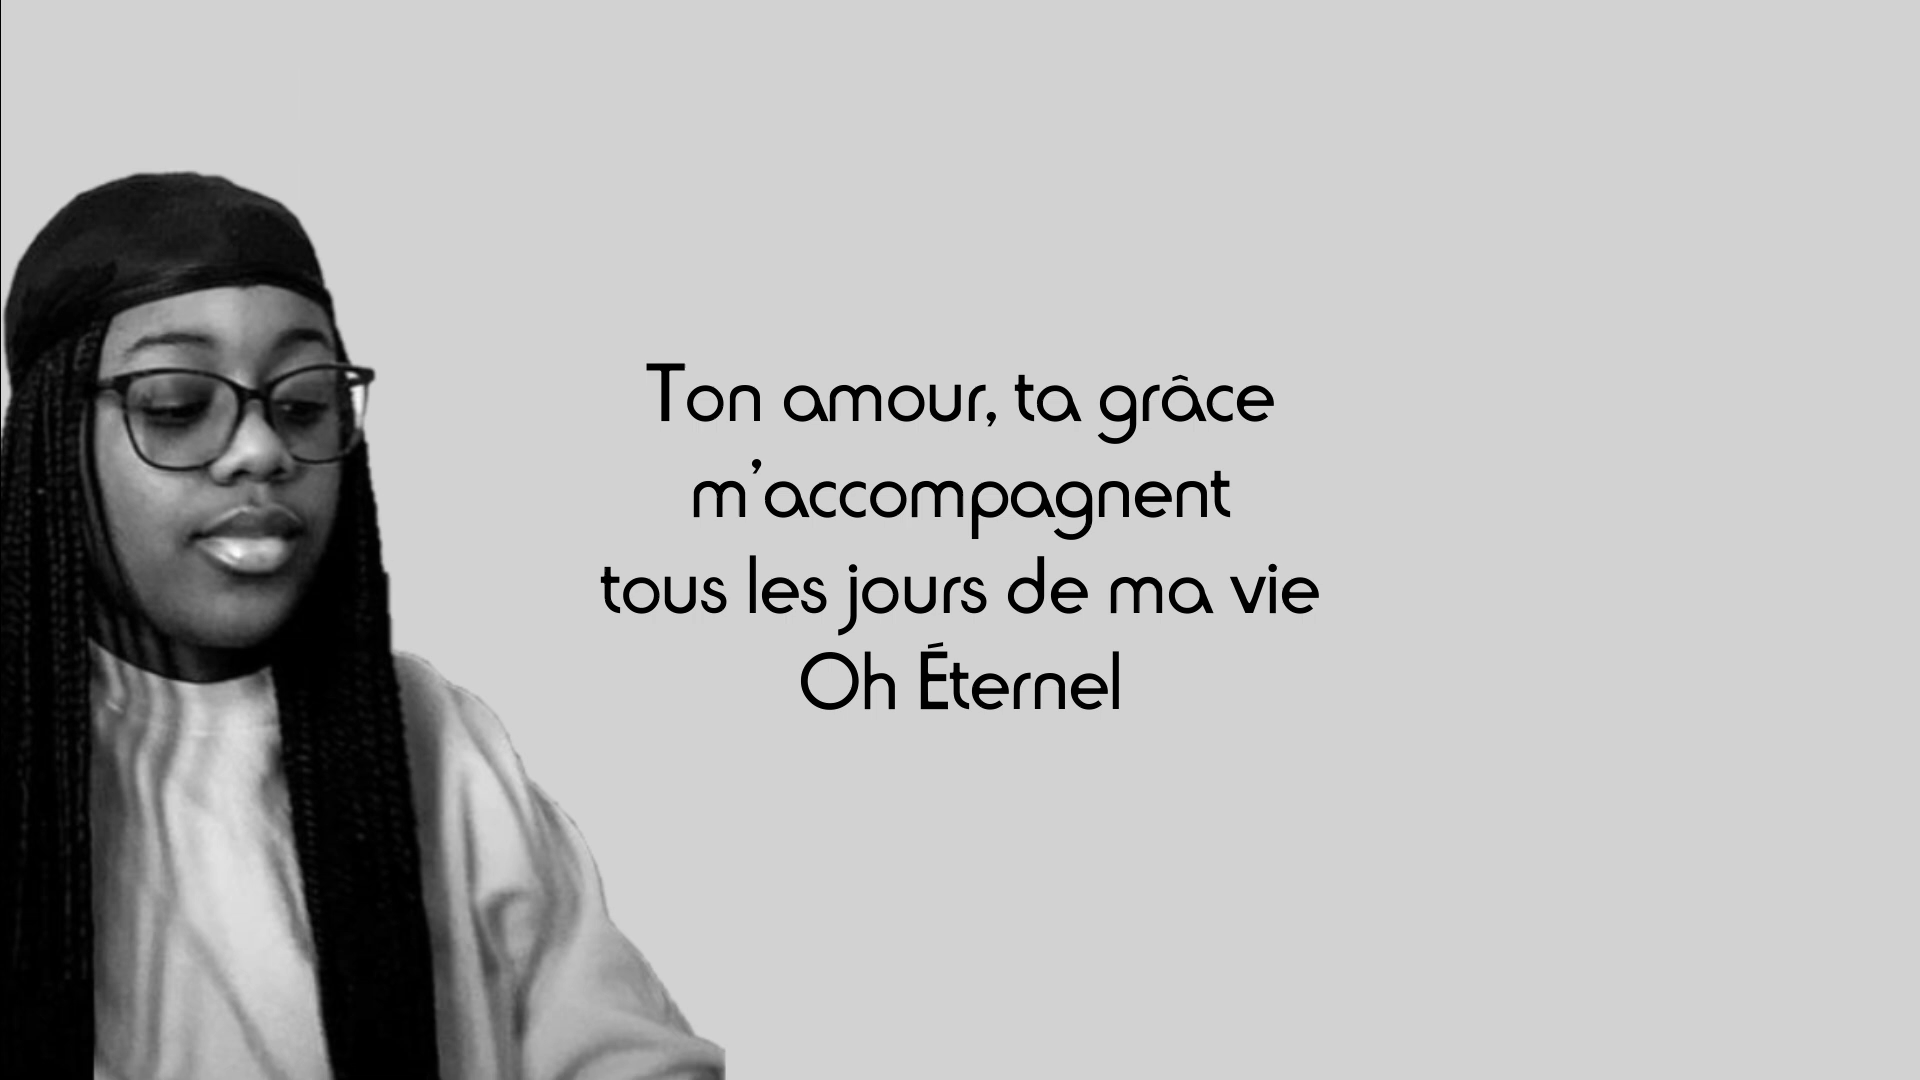 Ton amour, ta grâce
m'accompagnent
tous les jours de ma vie
Oh Éternel